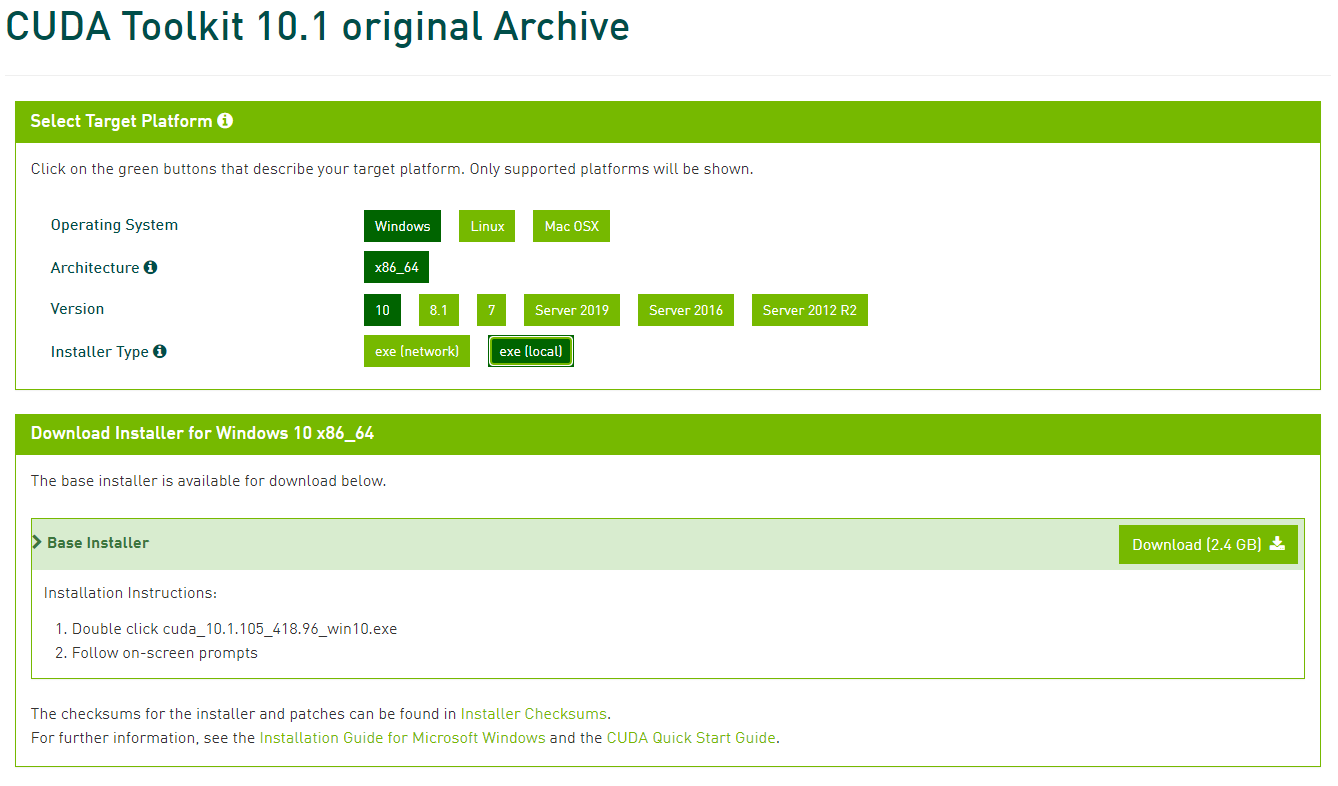 CUDA Toolkit 10.1 original Archive
Select Target Platform
Click on the green buttons that describe your target platform. Only supported platforms will be shown.
Operating System Windows Linux Mac OSX
Architecture x86_64
Version 10 8.1 7 Server 2019 Server 2016 Server 2012 R2
Installer Type exe (network) exe (local)
Download Installer for Windows 10 x86_64
The base installer is available for download below.
Base Installer Download (2.4 GB)
Installation Instructions:
1. Double click cuda_10.1.105_418.96_win10.exe
2. Follow on-screen prompts
The checksums for the installer and patches can be found in Installer Checksums.
For further information, see the Installation Guide for Microsoft Windows and the CUDA Quick Start Guide.